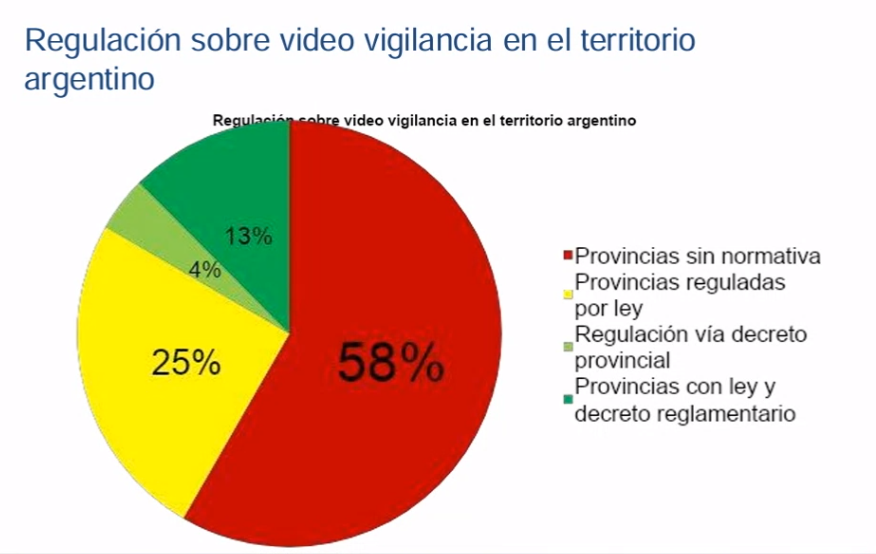 Regulación sobre video vigilancia en el territorio
argentino
Regulación sobre video vigilancia en el territorio argentino
13%
4%
25%
58%
Provincias sin normativa
Provincias reguladas
por ley
Regulación vía decreto
provincial
Provincias con ley y
decreto reglamentario